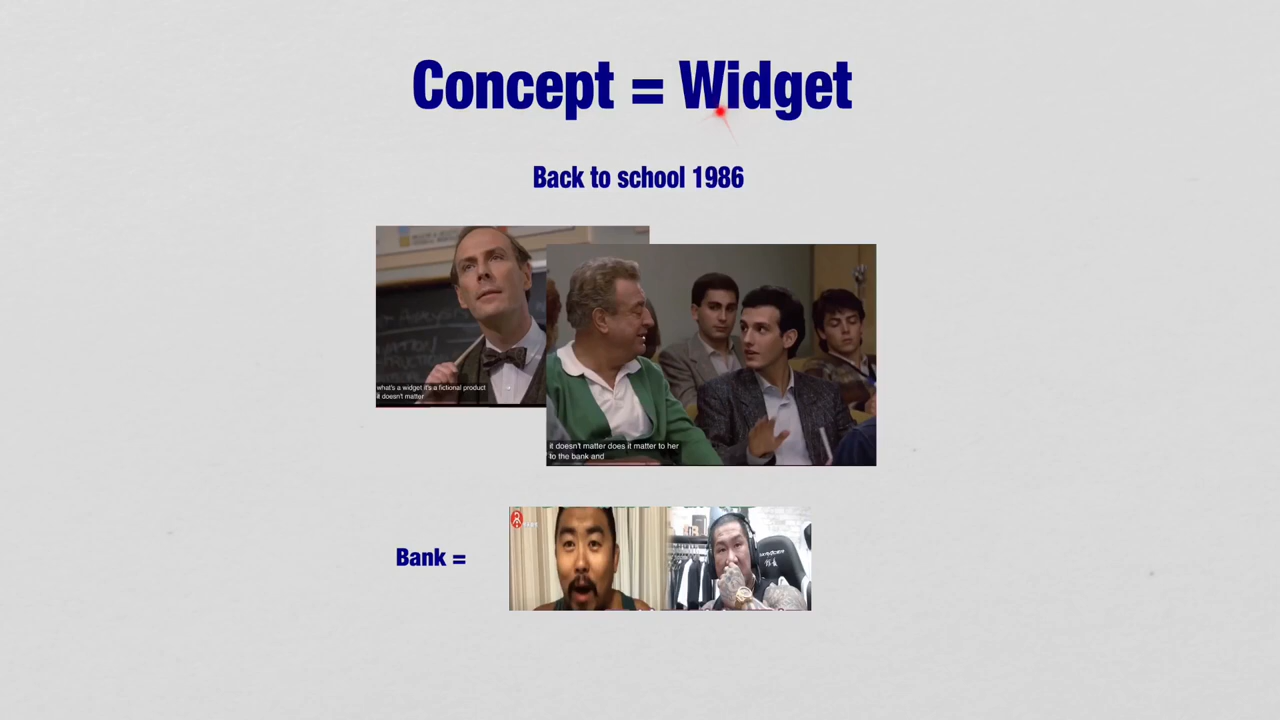 Concept = Widget
Back to school 1986
what's a widget it's a fictional product
it doesn't matter
it doesn't matter does it matter to her
to the bank and
Bank =